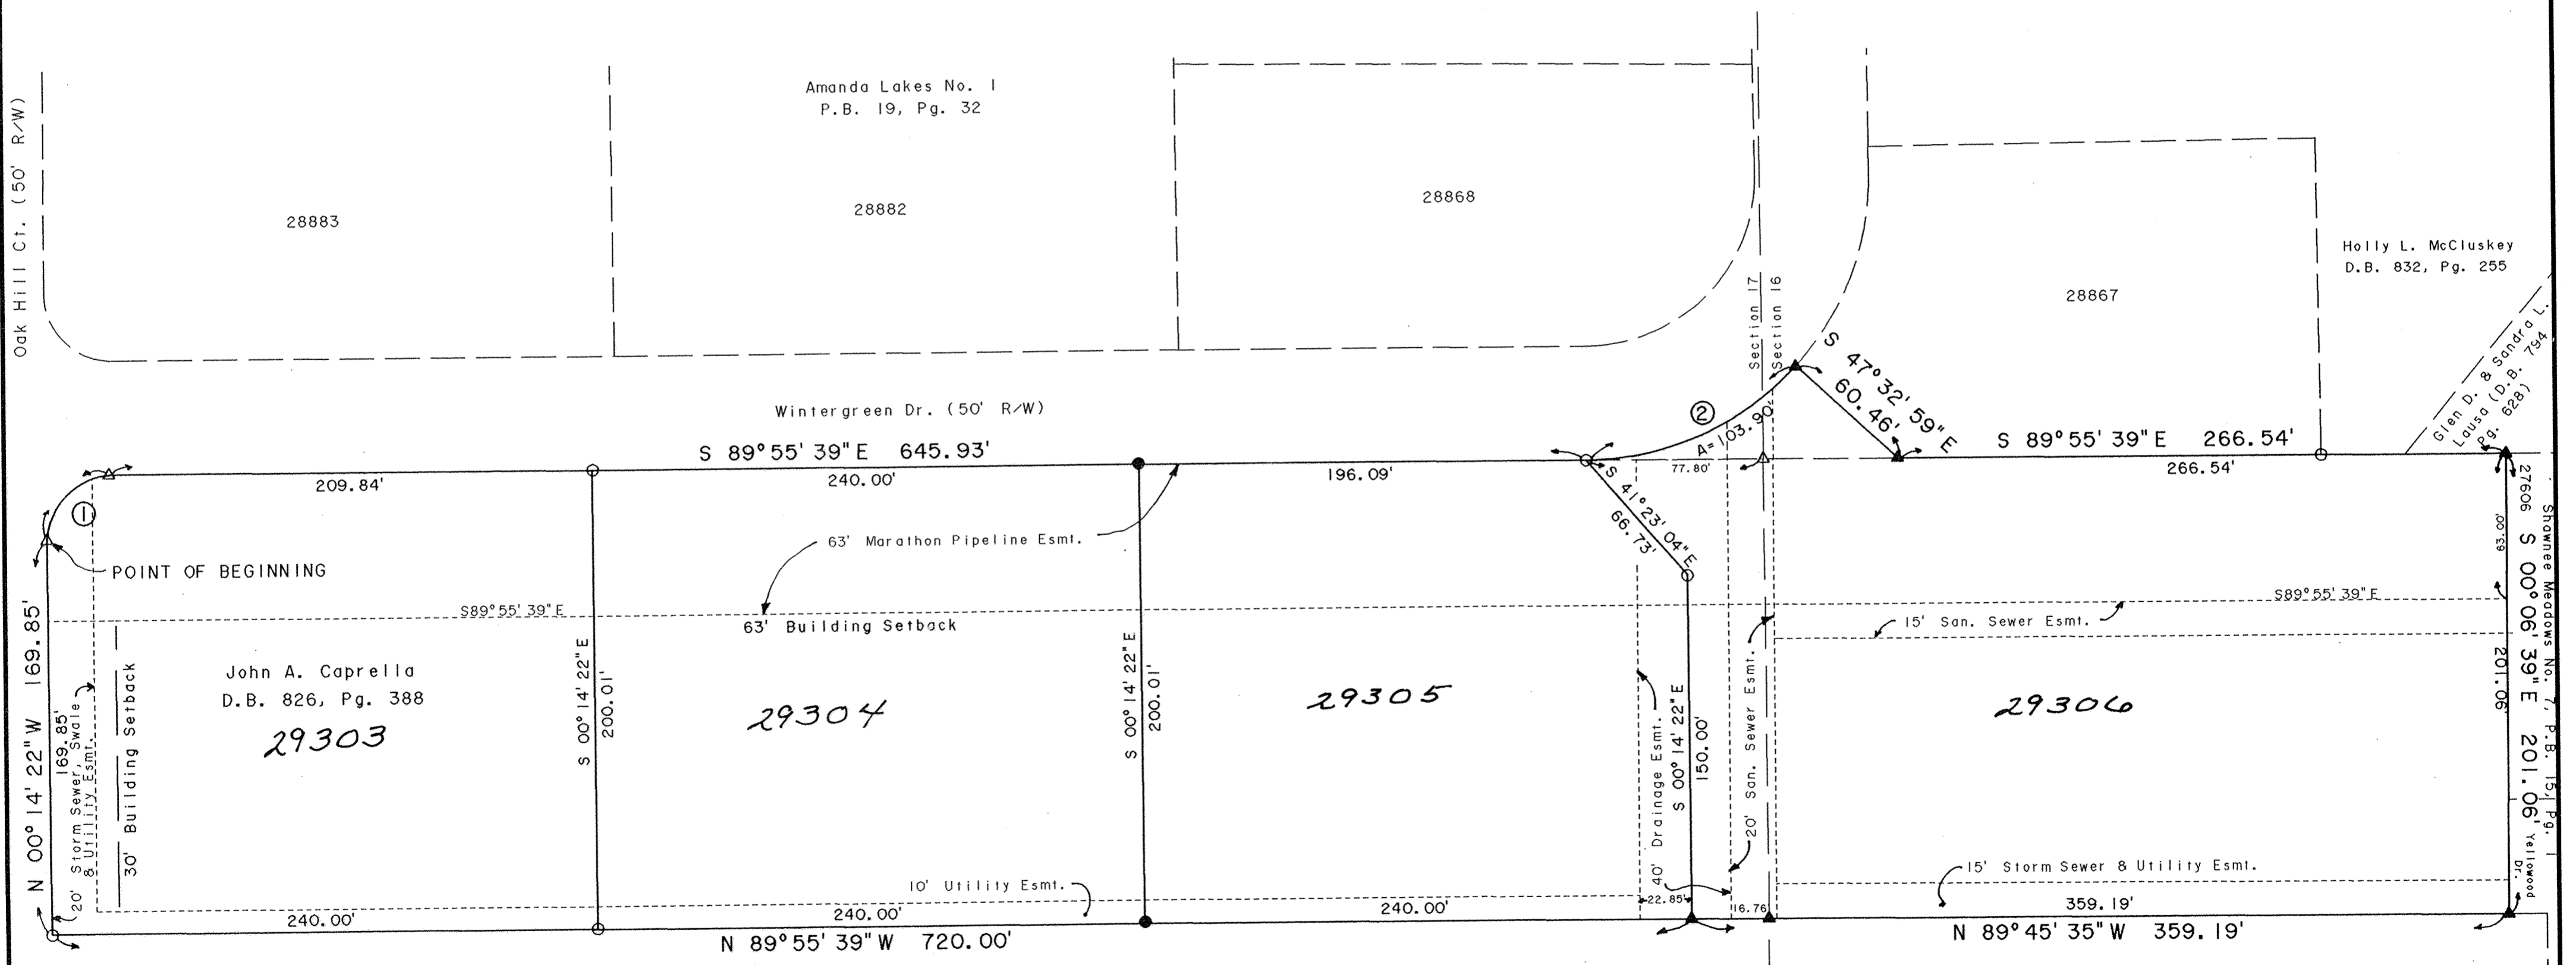 Amanda Lakes No. 1
P.B. 19, Pg. 32
Oak Hill Ct. (50' R/W)
28883
28882
28868
28867
Holly L. McCluskey
D.B. 832, Pg. 255
Glen D. & Sandra L.
Lausa (D.B. 794
Pg. 628)
Section 17
Section 16
Wintergreen Dr. (50' R/W)
S 89°55'39"E 645.93'
2
A=103.90'
S 47°32'59"E
60.46'
S 89°55'39"E 266.54'
209.84'
240.00'
196.09'
77.80'
266.54'
1
POINT OF BEGINNING
63' Marathon Pipeline Esmt.
S 41°23'04"E
66.73'
27606
63.00'
S 00°06'39"E 201.06'
201.06'
Shawnee Meadows No. 7, P.B. 15, Pg. 1
Yellowood
Dr.
S89°55'39"E
63' Building Setback
S89°55'39"E
15' San. Sewer Esmt.
N 00°14'22"W 169.85'
169.85'
20' Storm Sewer, Swale
& Utility Esmt.
30' Building Setback
John A. Caprella
D.B. 826, Pg. 388
29303
S 00°14'22"E
200.01'
29304
S 00°14'22"E
200.01'
29305
40' Drainage Esmt.
S 00°14'22"E
150.00'
20' San. Sewer Esmt.
29306
10' Utility Esmt.
15' Storm Sewer & Utility Esmt.
240.00'
240.00'
240.00'
22.85'
16.76
359.19'
N 89°55'39"W 720.00'
N 89°45'35"W 359.19'